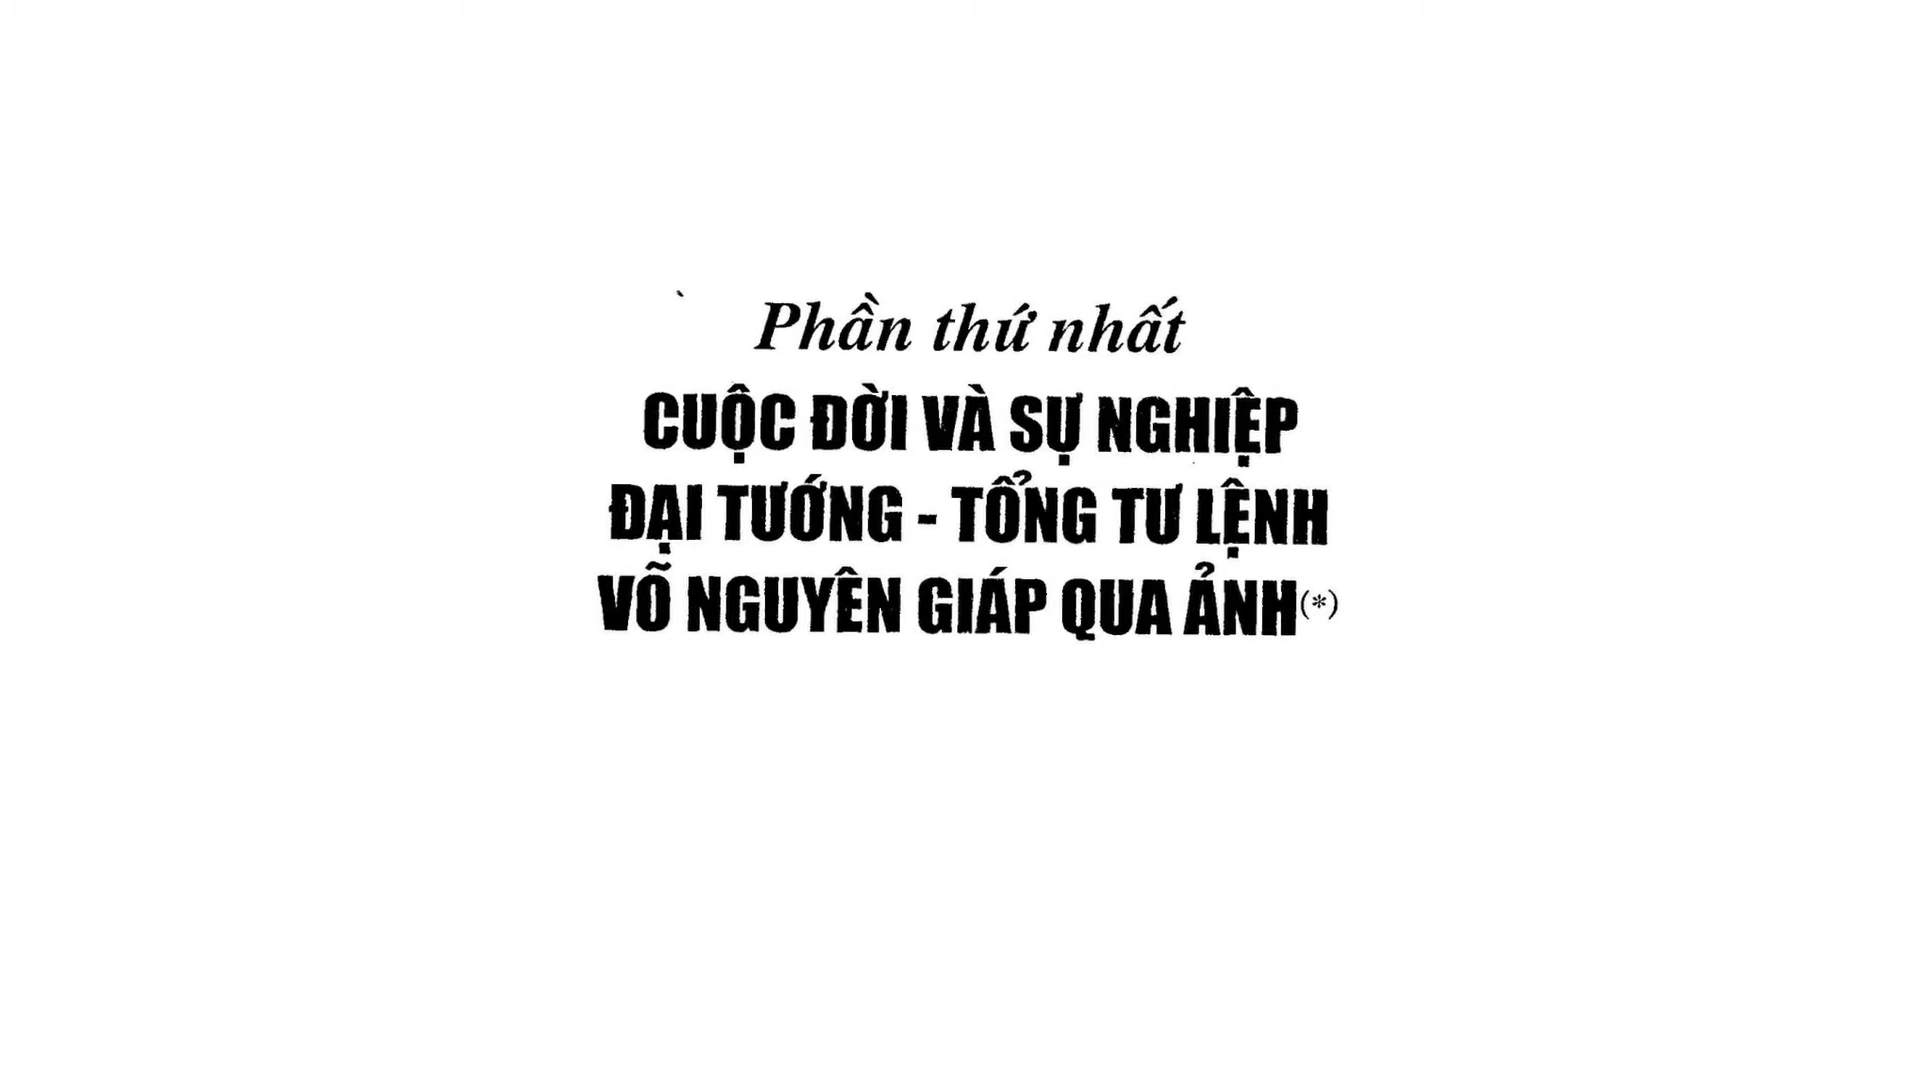 Phần thứ nhất
CUỘC ĐỜI VÀ SỰ NGHIỆP
ĐẠI TƯỚNG - TỔNG TƯ LỆNH
VÕ NGUYÊN GIÁP QUA ẢNH(*)